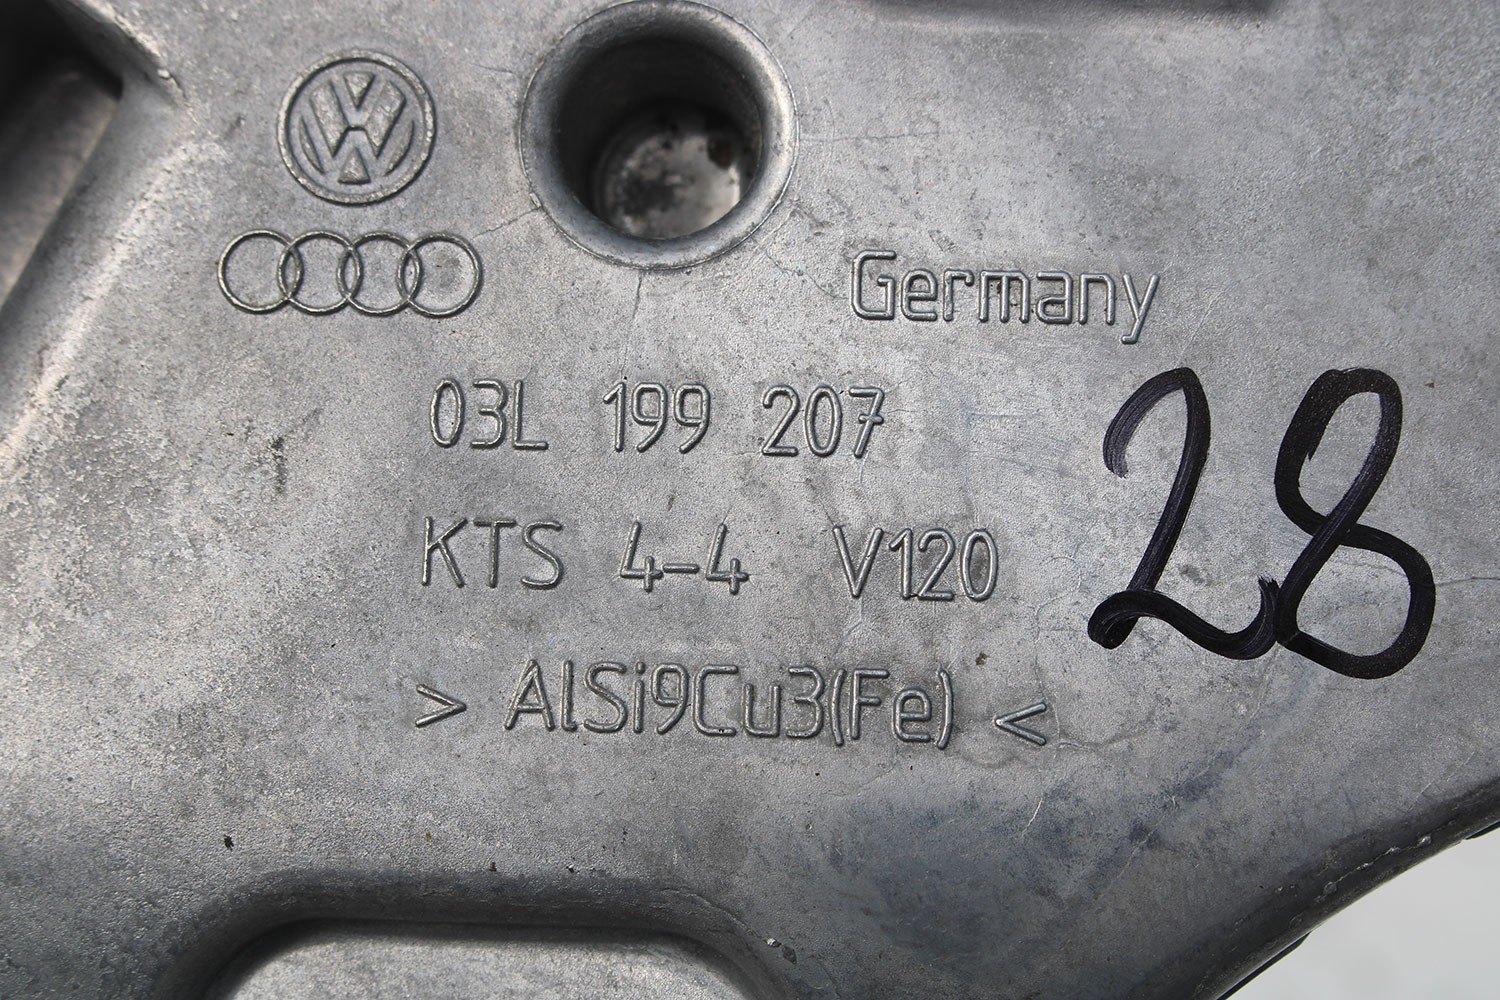 Germany
03L 199 207
KTS 4-4 V120
> AlSi9Cu3(Fe) <
28